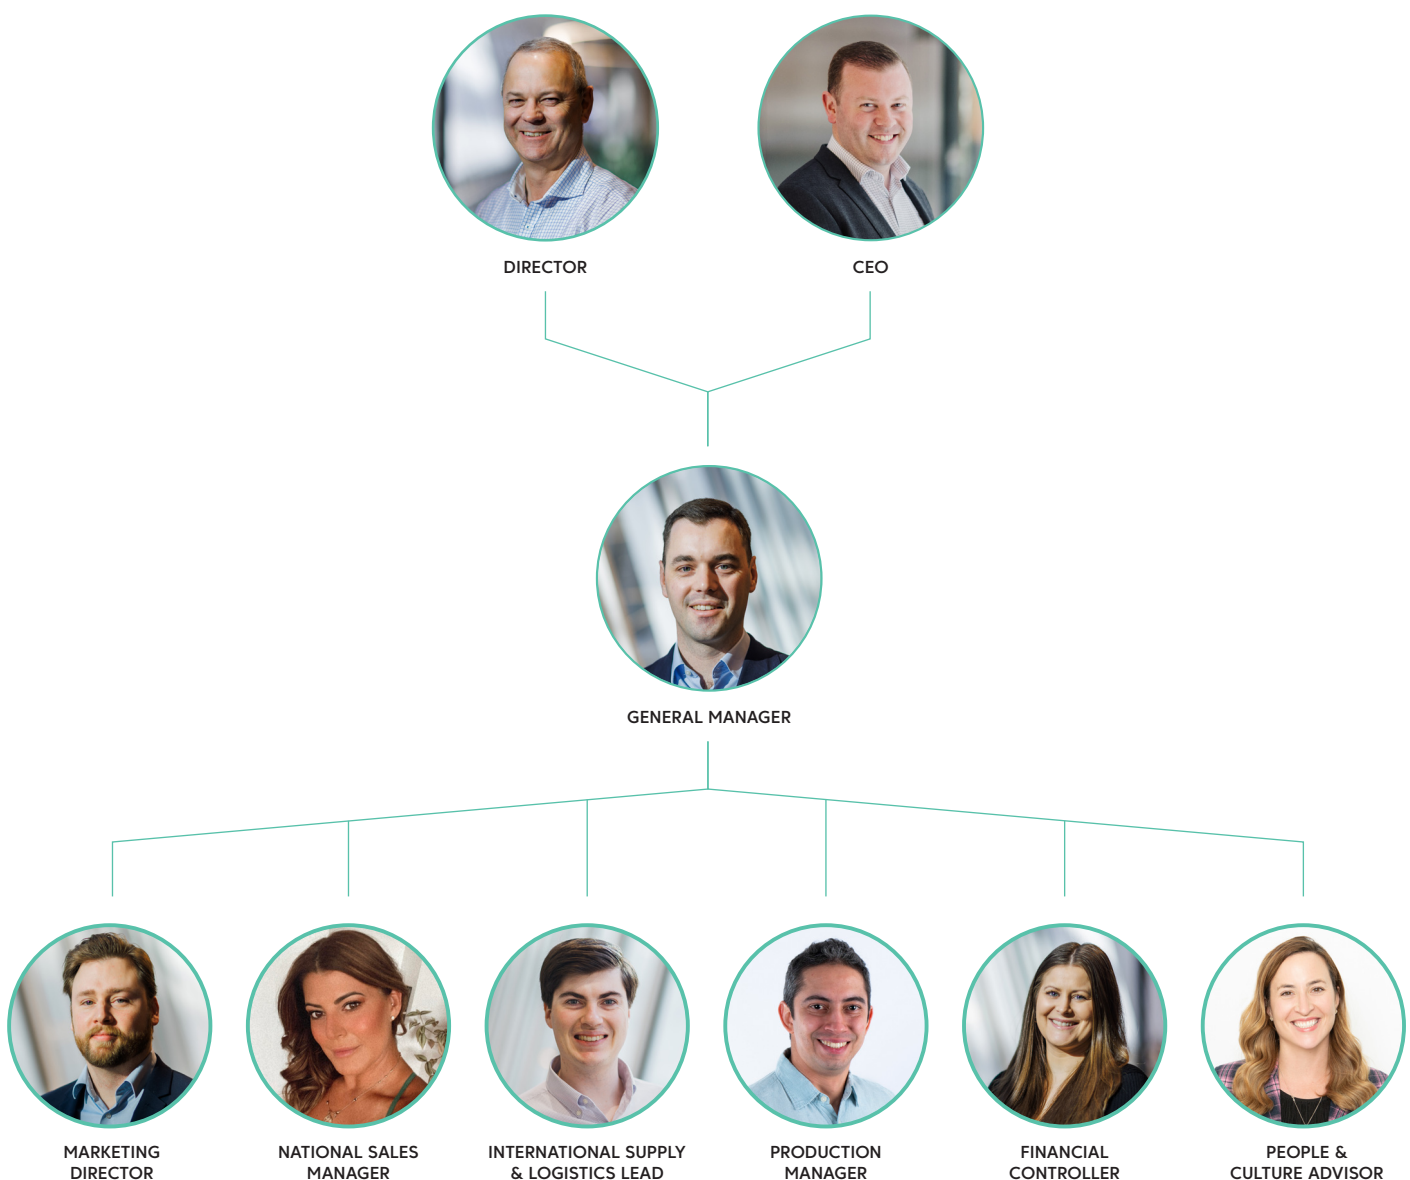 DIRECTOR
CEO
GENERAL MANAGER
MARKETING
DIRECTOR
NATIONAL SALES
MANAGER
INTERNATIONAL SUPPLY
& LOGISTICS LEAD
PRODUCTION
MANAGER
FINANCIAL
CONTROLLER
PEOPLE &
CULTURE ADVISOR